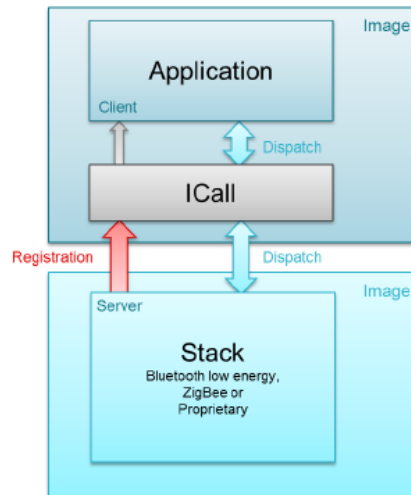 Image
Application
Client
Dispatch
ICall
Registration
Dispatch
Image
Server
Stack
Bluetooth low energy,
ZigBee or
Proprietary